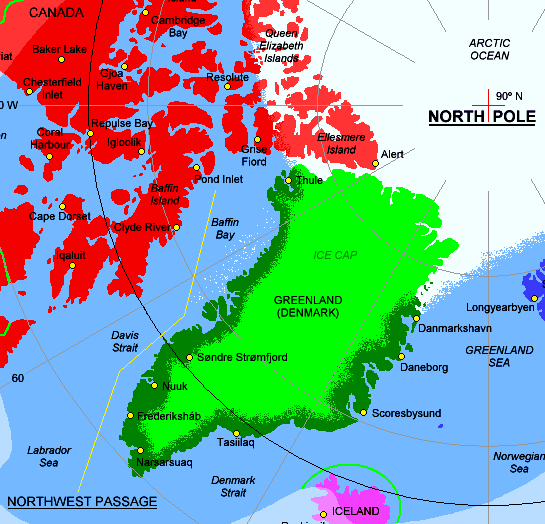 CANADA
Cambridge
Bay
Queen
Elizabeth
Islands
ARCTIC
OCEAN
Baker Lake
Gjoa
Haven
Resolute
Chesterfield
Inlet
90° N
NORTH POLE
Repulse Bay
Coral
Harbour
Igloolik
Grise
Fiord
Ellesmere
Island
Alert
Pond Inlet
Thule
Baffin
Island
Cape Dorset
Clyde River
Baffin
Bay
Iqaluit
ICE CAP
GREENLAND
(DENMARK)
Longyearbyen
Danmarkshavn
Davis
Strait
GREENLAND
SEA
Søndre Strømfjord
Daneborg
60
Nuuk
Frederikshåb
Scoresbysund
Tasiilaq
Labrador
Sea
Narsarsuaq
Norwegian
Sea
Denmark
Strait
NORTHWEST PASSAGE
ICELAND